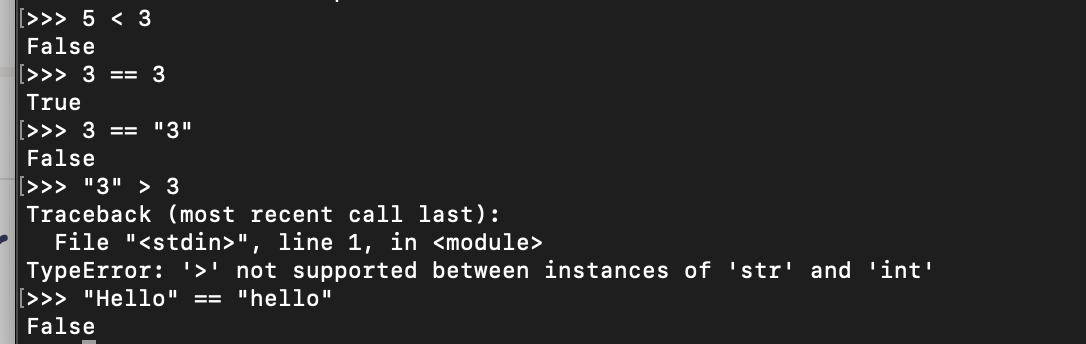 [>>> 5 < 3
False
[>>> 3 == 3
True
[>>> 3 == "3"
False
[>>> "3" > 3
Traceback (most recent call last):
  File "<stdin>", line 1, in <module>
TypeError: '>' not supported between instances of 'str' and 'int'
[>>> "Hello" == "hello"
False